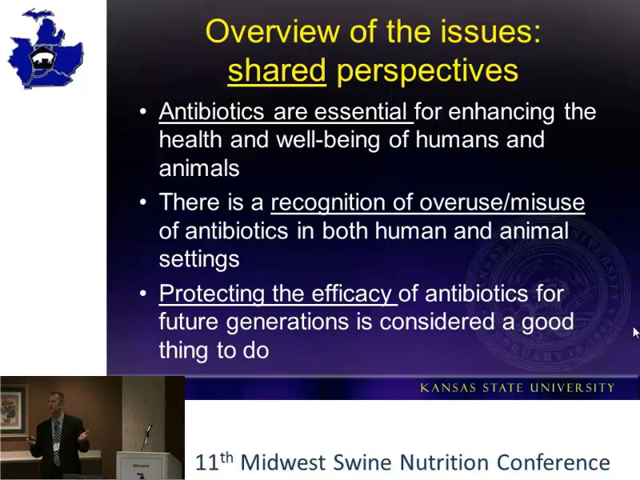 Overview of the issues:
shared perspectives
• Antibiotics are essential for enhancing the
health and well-being of humans and
animals
• There is a recognition of overuse/misuse
of antibiotics in both human and animal
settings
• Protecting the efficacy of antibiotics for
future generations is considered a good
thing to do
KANSAS STATE UNIVERSITY
11th Midwest Swine Nutrition Conference